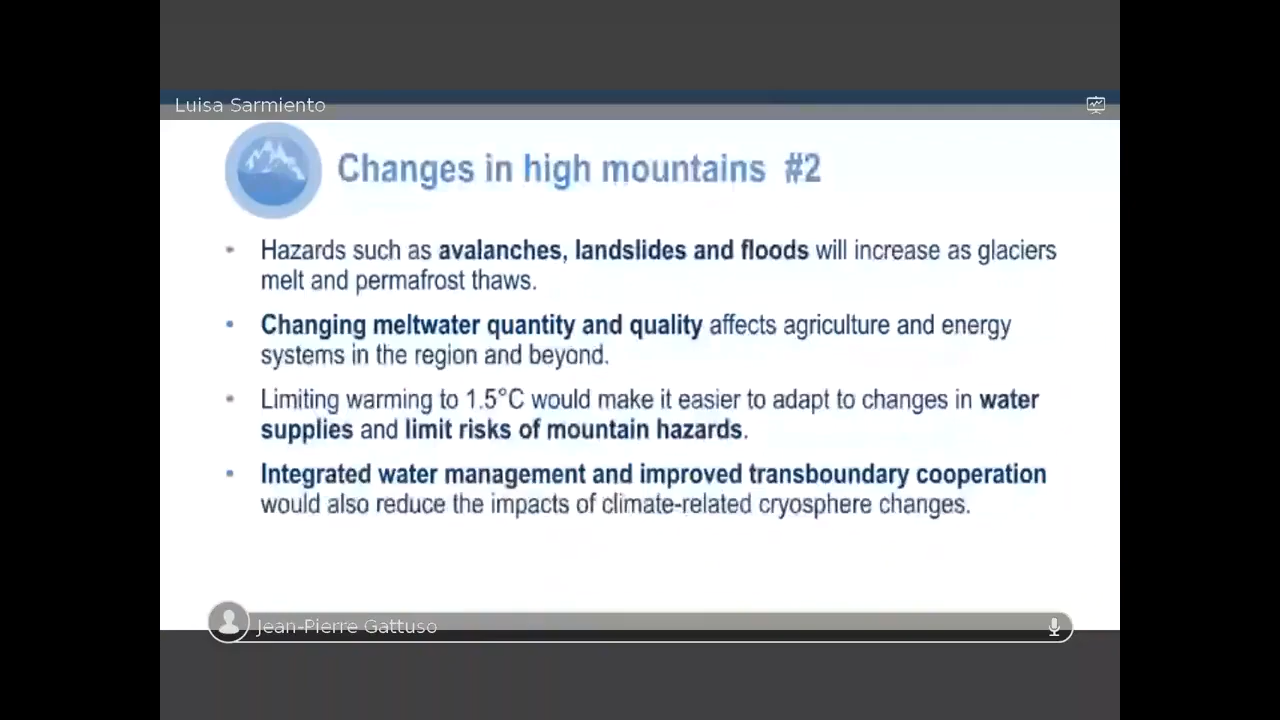 Luisa Sarmiento
Changes in high mountains #2
• Hazards such as avalanches, landslides and floods will increase as glaciers
melt and permafrost thaws.
• Changing meltwater quantity and quality affects agriculture and energy
systems in the region and beyond.
• Limiting warming to 1.5°C would make it easier to adapt to changes in water
supplies and limit risks of mountain hazards.
• Integrated water management and improved transboundary cooperation
would also reduce the impacts of climate-related cryosphere changes.
Jean-Pierre Gattuso